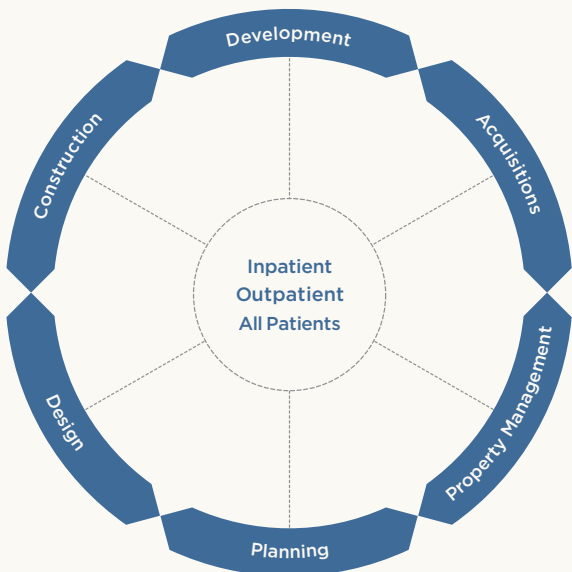 Development
Acquisitions
Property Management
Planning
Design
Construction
Inpatient
Outpatient
All Patients